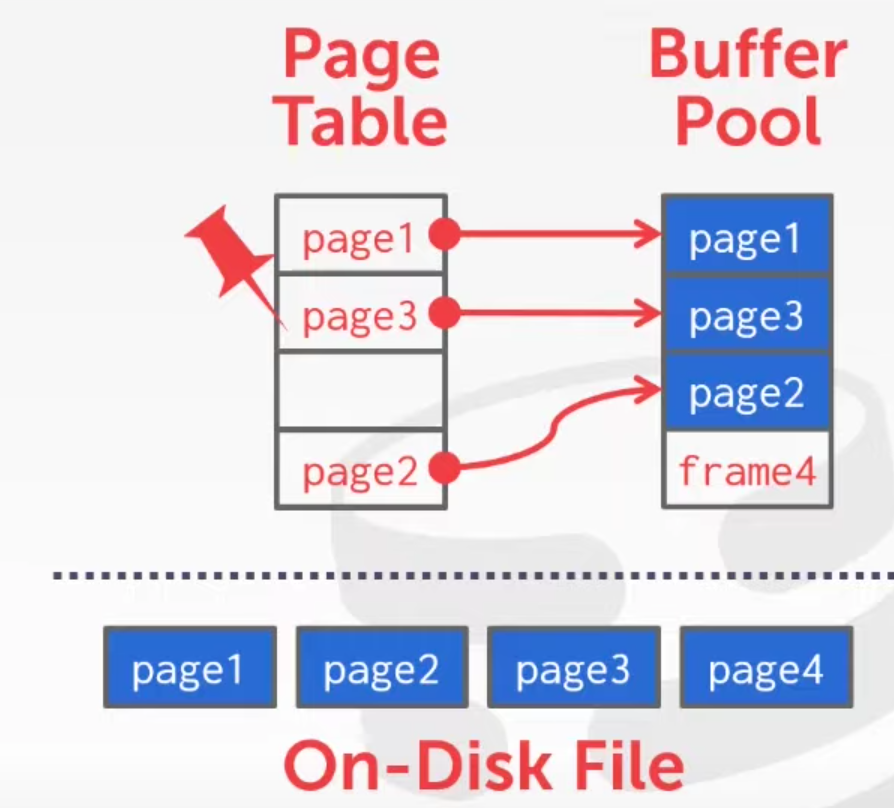 Page
Table
Buffer
Pool
page1
page3
page2
page1
page3
page2
frame4
page1 page2 page3 page4
On-Disk File